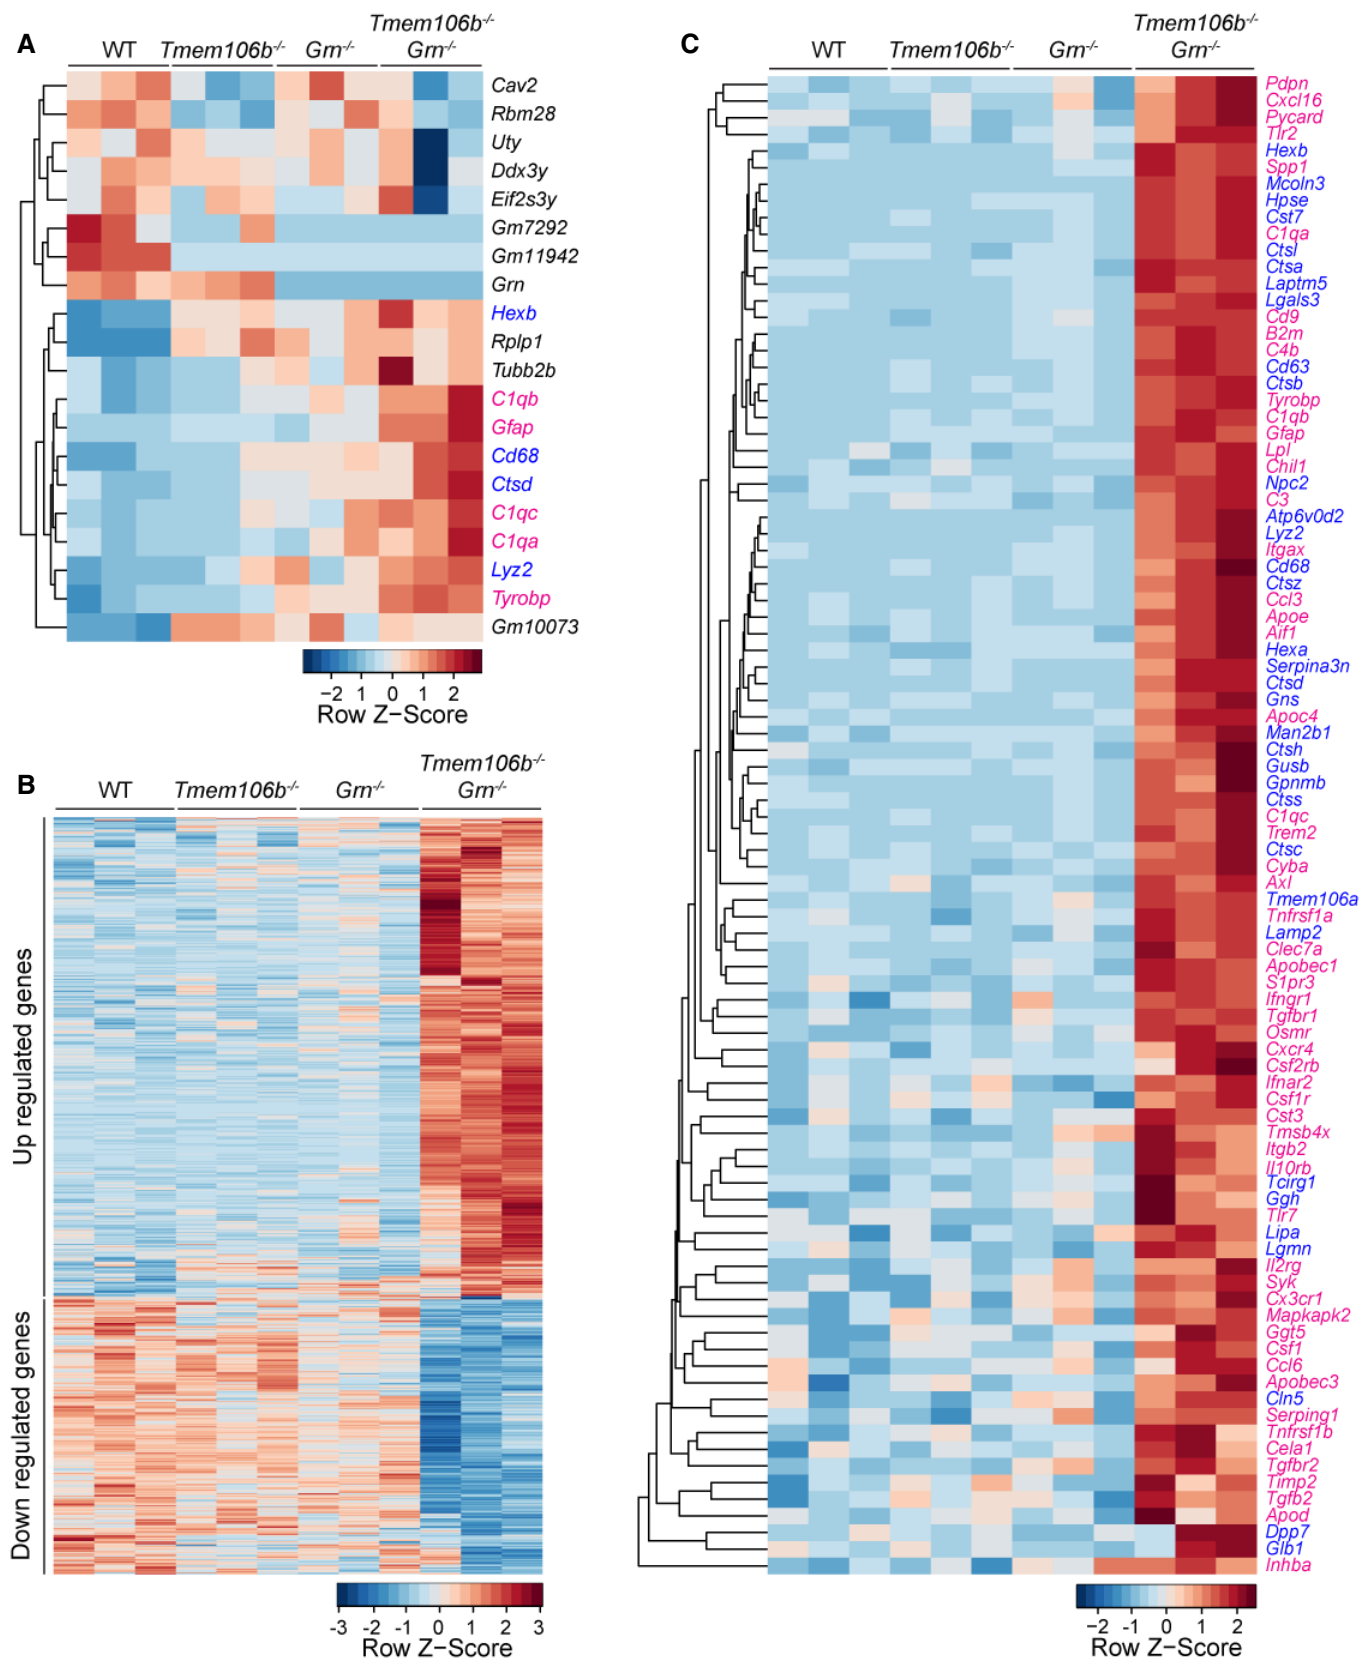 A
WT
Tmem106b-/-
Grn-/-
Tmem106b-/-
Grn-/-
Cav2
Rbm28
Uty
Ddx3y
Eif2s3y
Gm7292
Gm11942
Grn
Hexb
Rplp1
Tubb2b
C1qb
Gfap
Cd68
Ctsd
C1qc
C1qa
Lyz2
Tyrobp
Gm10073
−2 1 0 1 2
Row Z−Score
B
WT
Tmem106b-/-
Grn-/-
Tmem106b-/-
Grn-/-
Up regulated genes
Down regulated genes
-3 -2 -1 0 1 2 3
Row Z−Score
C
WT
Tmem106b-/-
Grn-/-
Tmem106b-/-
Grn-/-
Pdpn
Cxcl16
Pycard
Tlr2
Hexb
Spp1
Mcoln3
Hpse
Cst7
C1qa
Ctsl
Ctsa
Laptm5
Lgals3
Cd9
B2m
C4b
Cd63
Ctsb
Tyrobp
C1qb
Gfap
Lpl
Chil1
Npc2
C3
Atp6v0d2
Lyz2
Itgax
Cd68
Ctsz
Ccl3
Apoe
Aif1
Hexa
Serpina3n
Ctsd
Gns
Apoc4
Man2b1
Ctsh
Gusb
Gpnmb
Ctss
C1qc
Trem2
Ctsc
Cyba
Axl
Tmem106a
Tnfrsf1a
Lamp2
Clec7a
Apobec1
S1pr3
Ifngr1
Tgfbr1
Osmr
Cxcr4
Csf2rb
Ifnar2
Csf1r
Cst3
Tmsb4x
Itgb2
Il10rb
Tcirg1
Ggh
Tlr7
Lipa
Lgmn
Il2rg
Syk
Cx3cr1
Mapkapk2
Ggt5
Csf1
Ccl6
Apobec3
Cln5
Serping1
Tnfrsf1b
Cela1
Tgfbr2
Timp2
Tgfb2
Apod
Dpp7
Glb1
Inhba
−2 -1 0 1 2
Row Z−Score